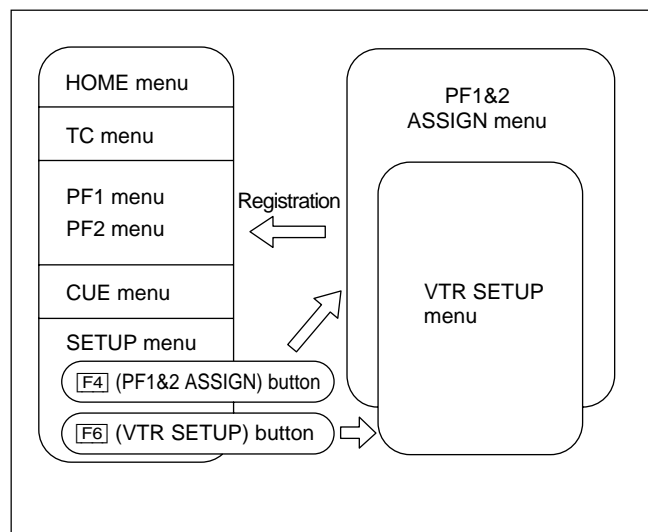 HOME menu
TC menu
PF1 menu
PF2 menu
CUE menu
SETUP menu
F4 (PF1&2 ASSIGN) button
F6 (VTR SETUP) button
Registration
PF1&2
ASSIGN menu
VTR SETUP
menu